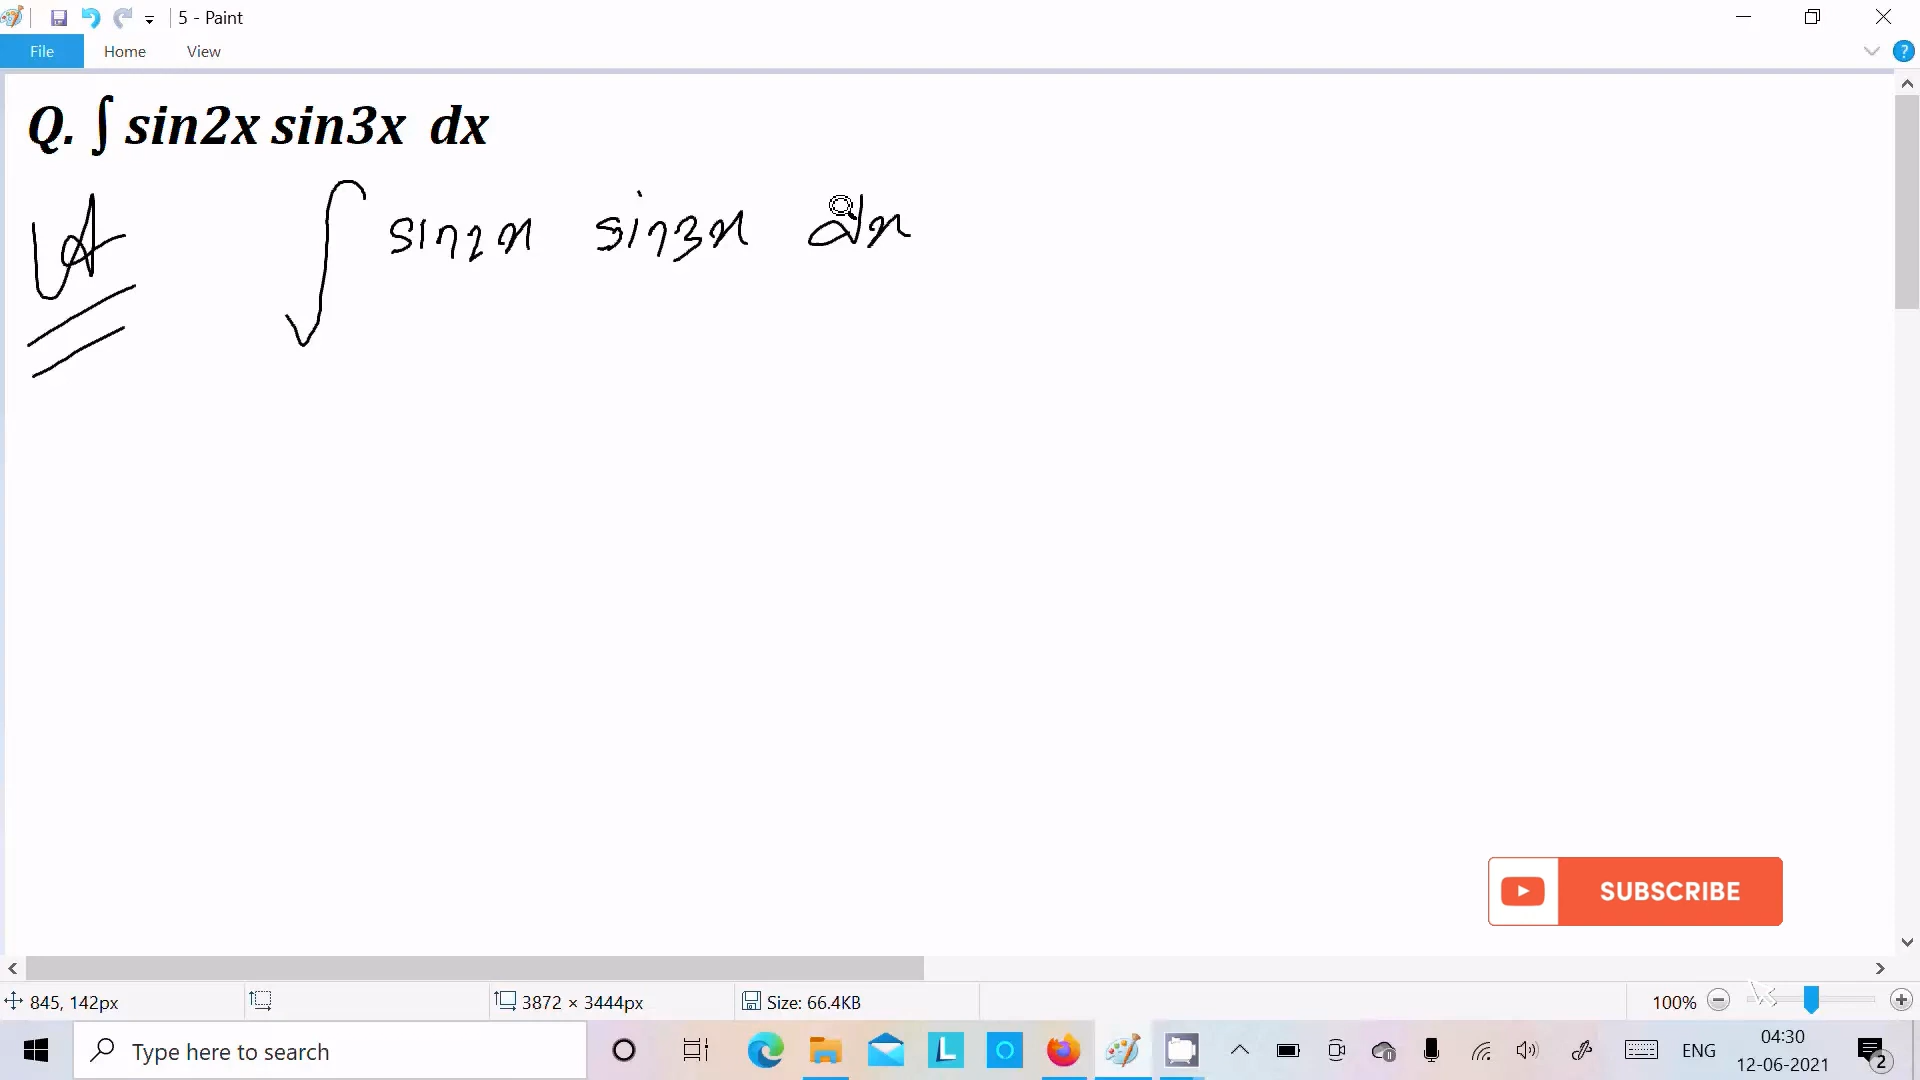 5 - Paint
File Home View
Q. ∫ sin2x sin3x dx
∫ sin2x sin3x dx
SUBSCRIBE
845, 142px 3872 × 3444px Size: 66.4KB 100%
Type here to search ENG 04:30
12-06-2021 2